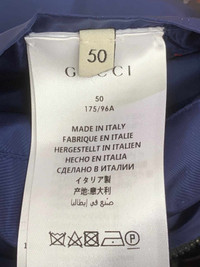 50
GUCCI
50
175/96A
MADE IN ITALY
FABRIQUE EN ITALIE
HERGESTELLT IN ITALIEN
HECHO EN ITALIA
СДЕЛАНО В ИТАЛИИ
イタリア製
产地:意大利
صنع في إيطاليا